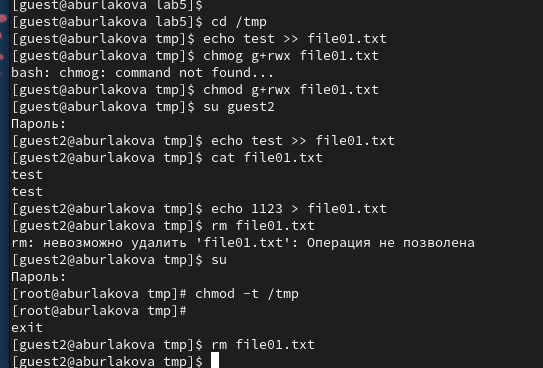 [guest@aburlakova lab5]$
[guest@aburlakova lab5]$ cd /tmp
[guest@aburlakova tmp]$ echo test >> file01.txt
[guest@aburlakova tmp]$ chmog g+rwx file01.txt
bash: chmog: command not found...
[guest@aburlakova tmp]$ chmod g+rwx file01.txt
[guest@aburlakova tmp]$ su guest2
Пароль:
[guest2@aburlakova tmp]$ echo test >> file01.txt
[guest2@aburlakova tmp]$ cat file01.txt
test
test
[guest2@aburlakova tmp]$ echo 1123 > file01.txt
[guest2@aburlakova tmp]$ rm file01.txt
rm: невозможно удалить 'file01.txt': Операция не позволена
[guest2@aburlakova tmp]$ su
Пароль:
[root@aburlakova tmp]# chmod -t /tmp
[root@aburlakova tmp]#
exit
[guest2@aburlakova tmp]$ rm file01.txt
[guest2@aburlakova tmp]$